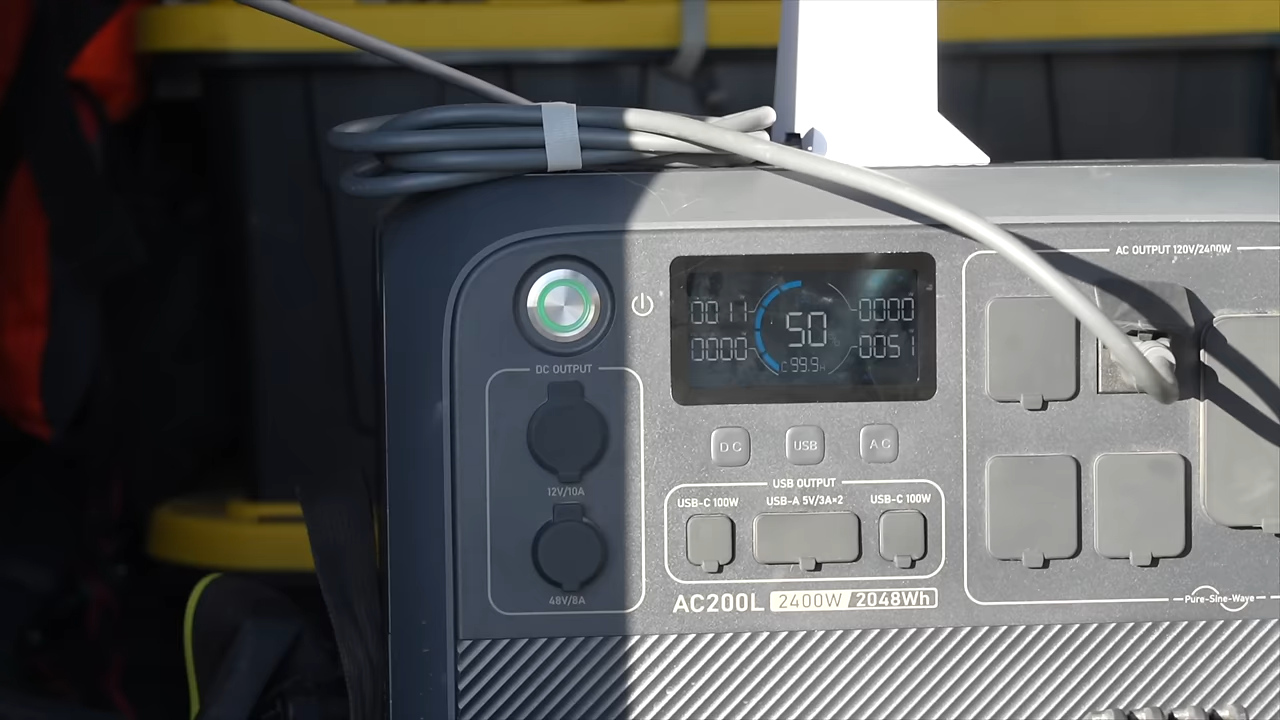 AC OUTPUT 120V/2400W
0011
0000
50
0000
0051
C 99.9H
DC OUTPUT
12V/10A
48V/8A
DC
USB
AC
USB OUTPUT
USB-C 100W
USB-A 5V/3A×2
USB-C 100W
AC200L 2400W/2048Wh
Pure-Sine-Wave